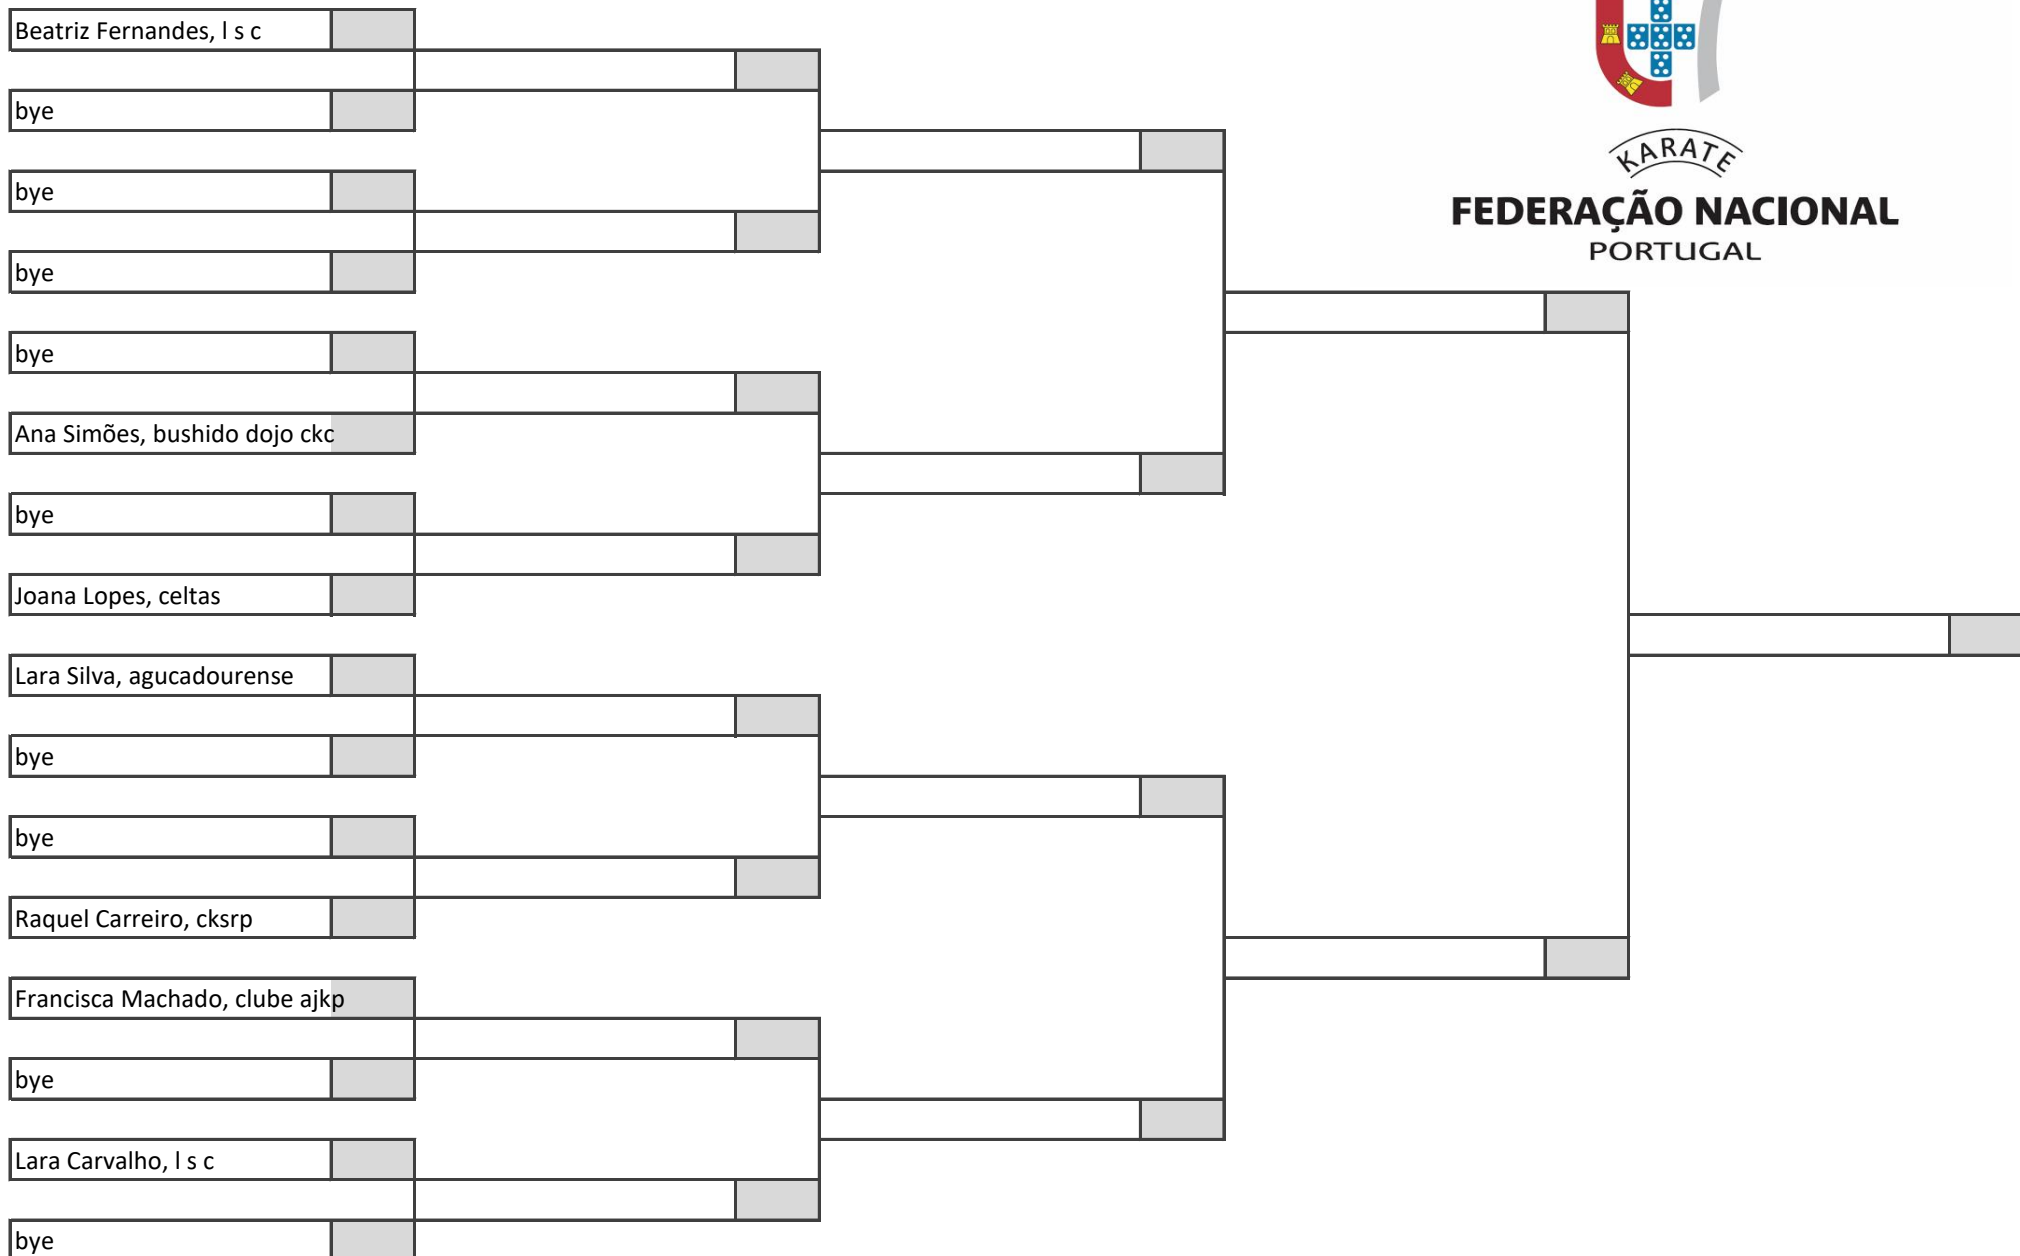 Beatriz Fernandes, l s c
bye
bye
bye
bye
Ana Simões, bushido dojo ckc
bye
Joana Lopes, celtas
Lara Silva, agucadourense
bye
bye
Raquel Carreiro, cksrp
Francisca Machado, clube ajkp
bye
Lara Carvalho, l s c
bye
KARATE
FEDERAÇÃO NACIONAL
PORTUGAL